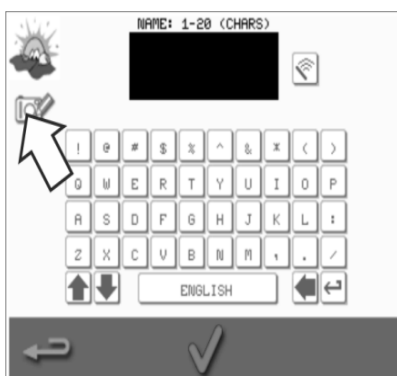 NAME: 1-20 (CHARS)
! @ # $ % ^ & * ( )
Q W E R T Y U I O P
A S D F G H J K L :
Z X C V B N M , . /
ENGLISH